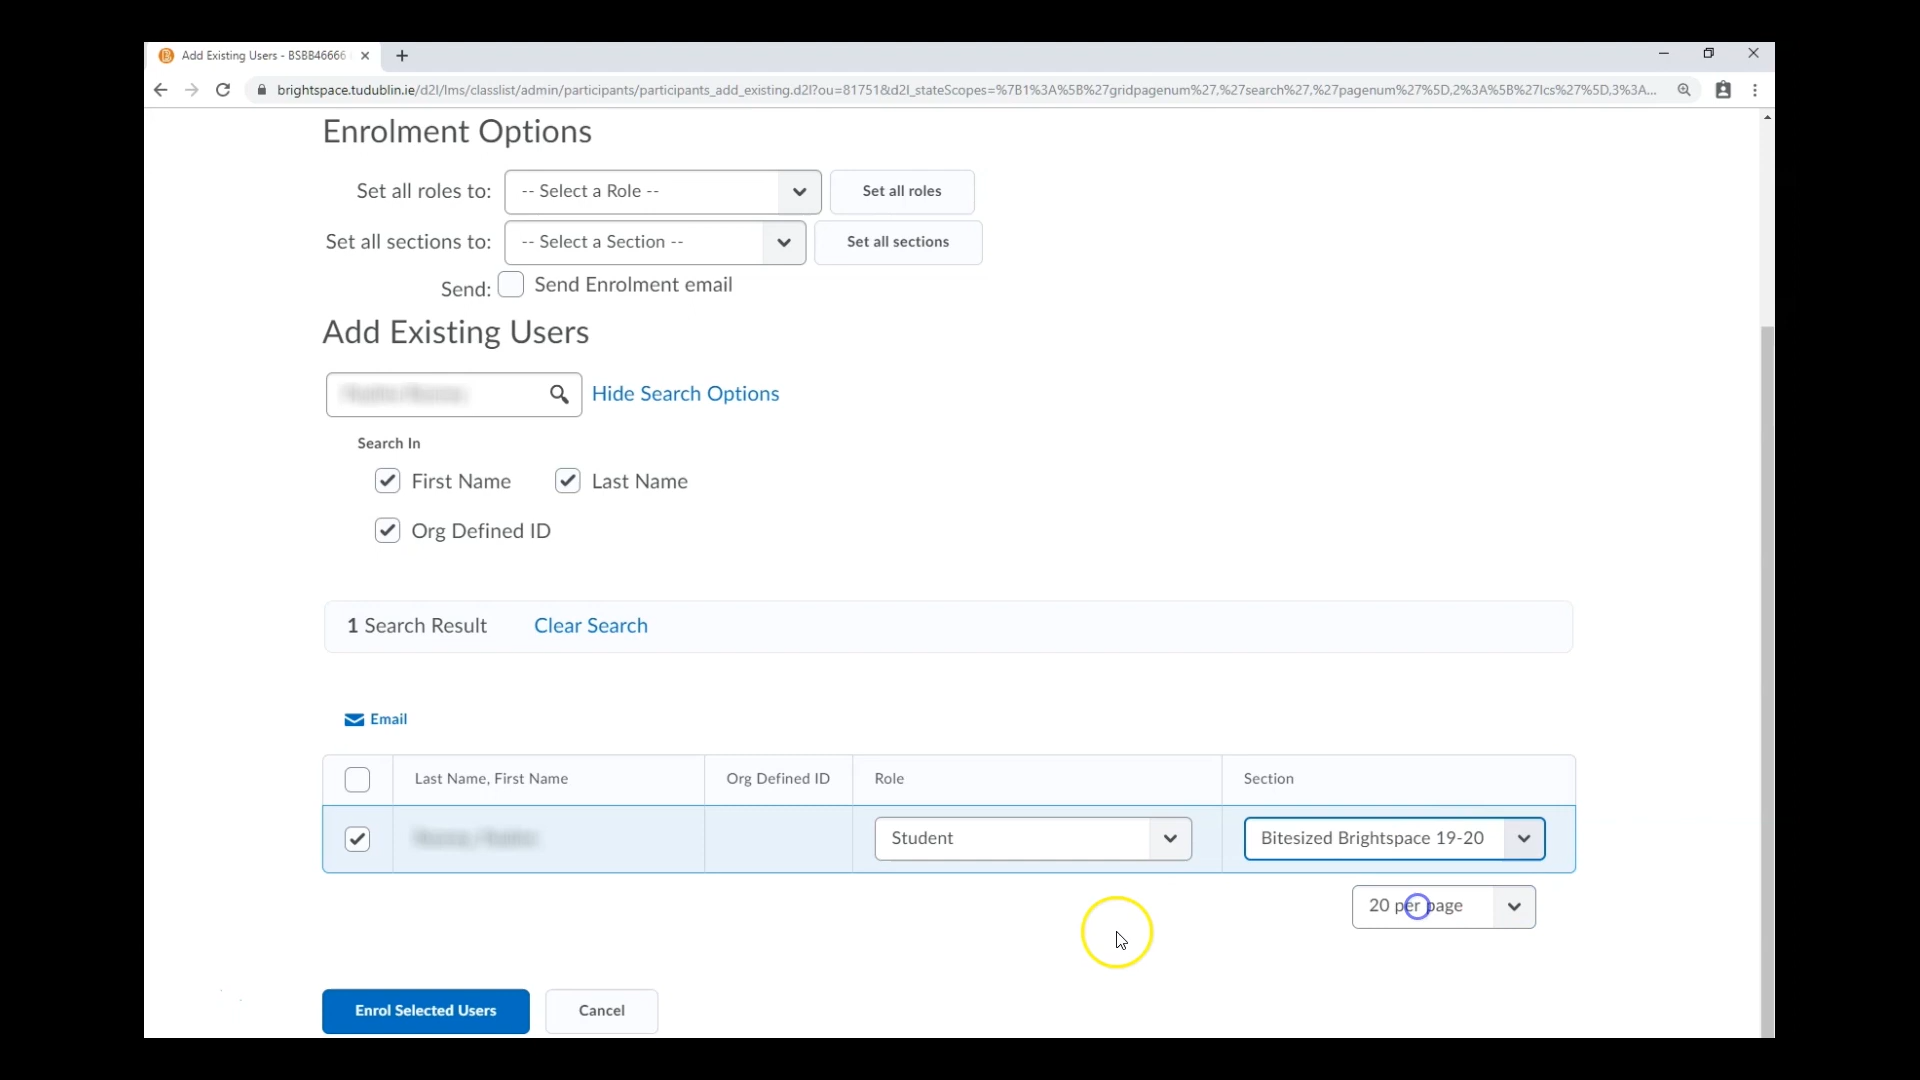 Add Existing Users - BSBB46666
brightspace.tudublin.ie/d2l/lms/classlist/admin/participants/participants_add_existing.d2l?ou=81751&d2l_stateScopes=%7B1%3A%5B%27gridpagenum%27,%27search%27,%27pagenum%27%5D,2%3A%5B%27lcs%27%5D,3%3A...
Enrolment Options
Set all roles to: -- Select a Role -- Set all roles
Set all sections to: -- Select a Section -- Set all sections
Send: Send Enrolment email
Add Existing Users
Hide Search Options
Search In
First Name Last Name
Org Defined ID
1 Search Result Clear Search
Email
Last Name, First Name Org Defined ID Role Section
Student Bitesized Brightspace 19-20
20 per page
Enrol Selected Users Cancel